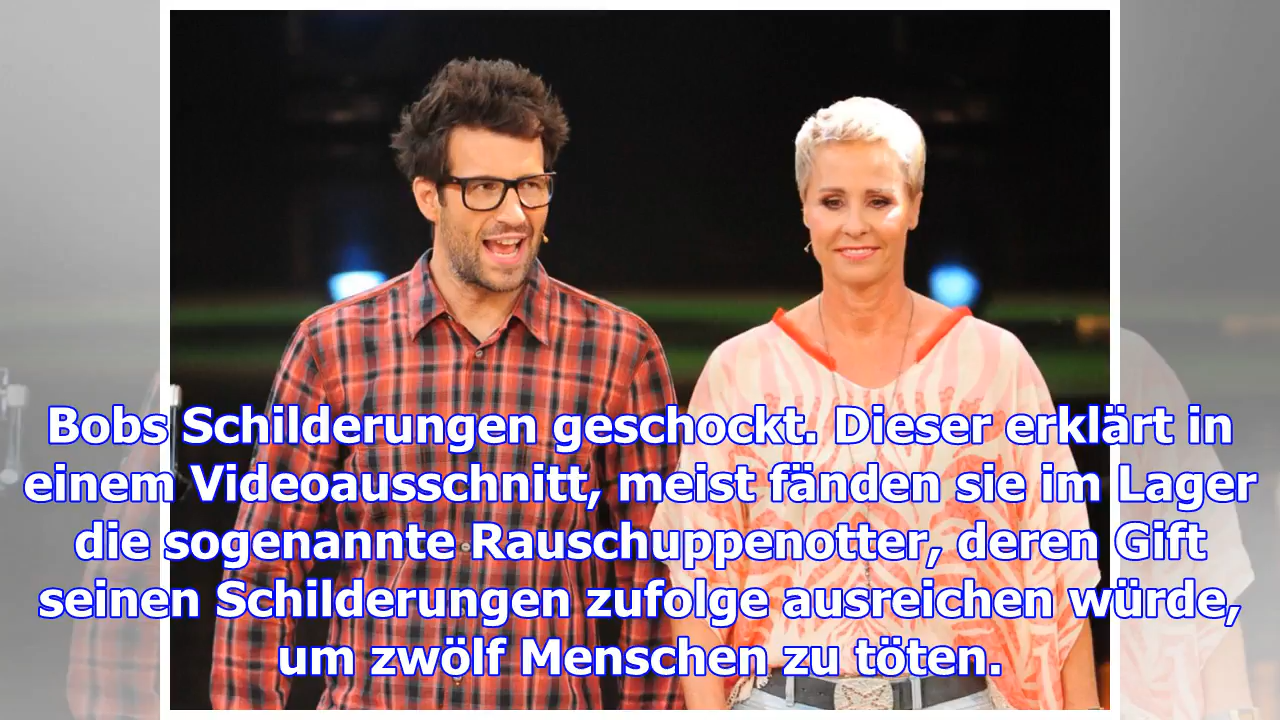 Bobs Schilderungen geschockt. Dieser erklärt in
einem Videoausschnitt, meist fänden sie im Lager
die sogenannte Rauschuppenotter, deren Gift
seinen Schilderungen zufolge ausreichen würde,
um zwölf Menschen zu töten.